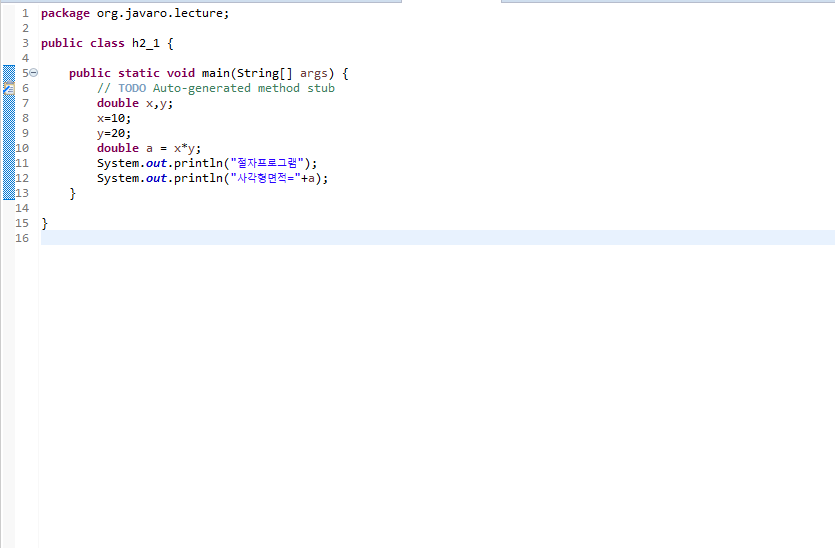 1 package org.javaro.lecture;
2
3 public class h2_1 {
4
5 public static void main(String[] args) {
6 // TODO Auto-generated method stub
7 double x,y;
8 x=10;
9 y=20;
10 double a = x*y;
11 System.out.println("절자프로그램");
12 System.out.println("사각형면적="+a);
13 }
14
15 }
16